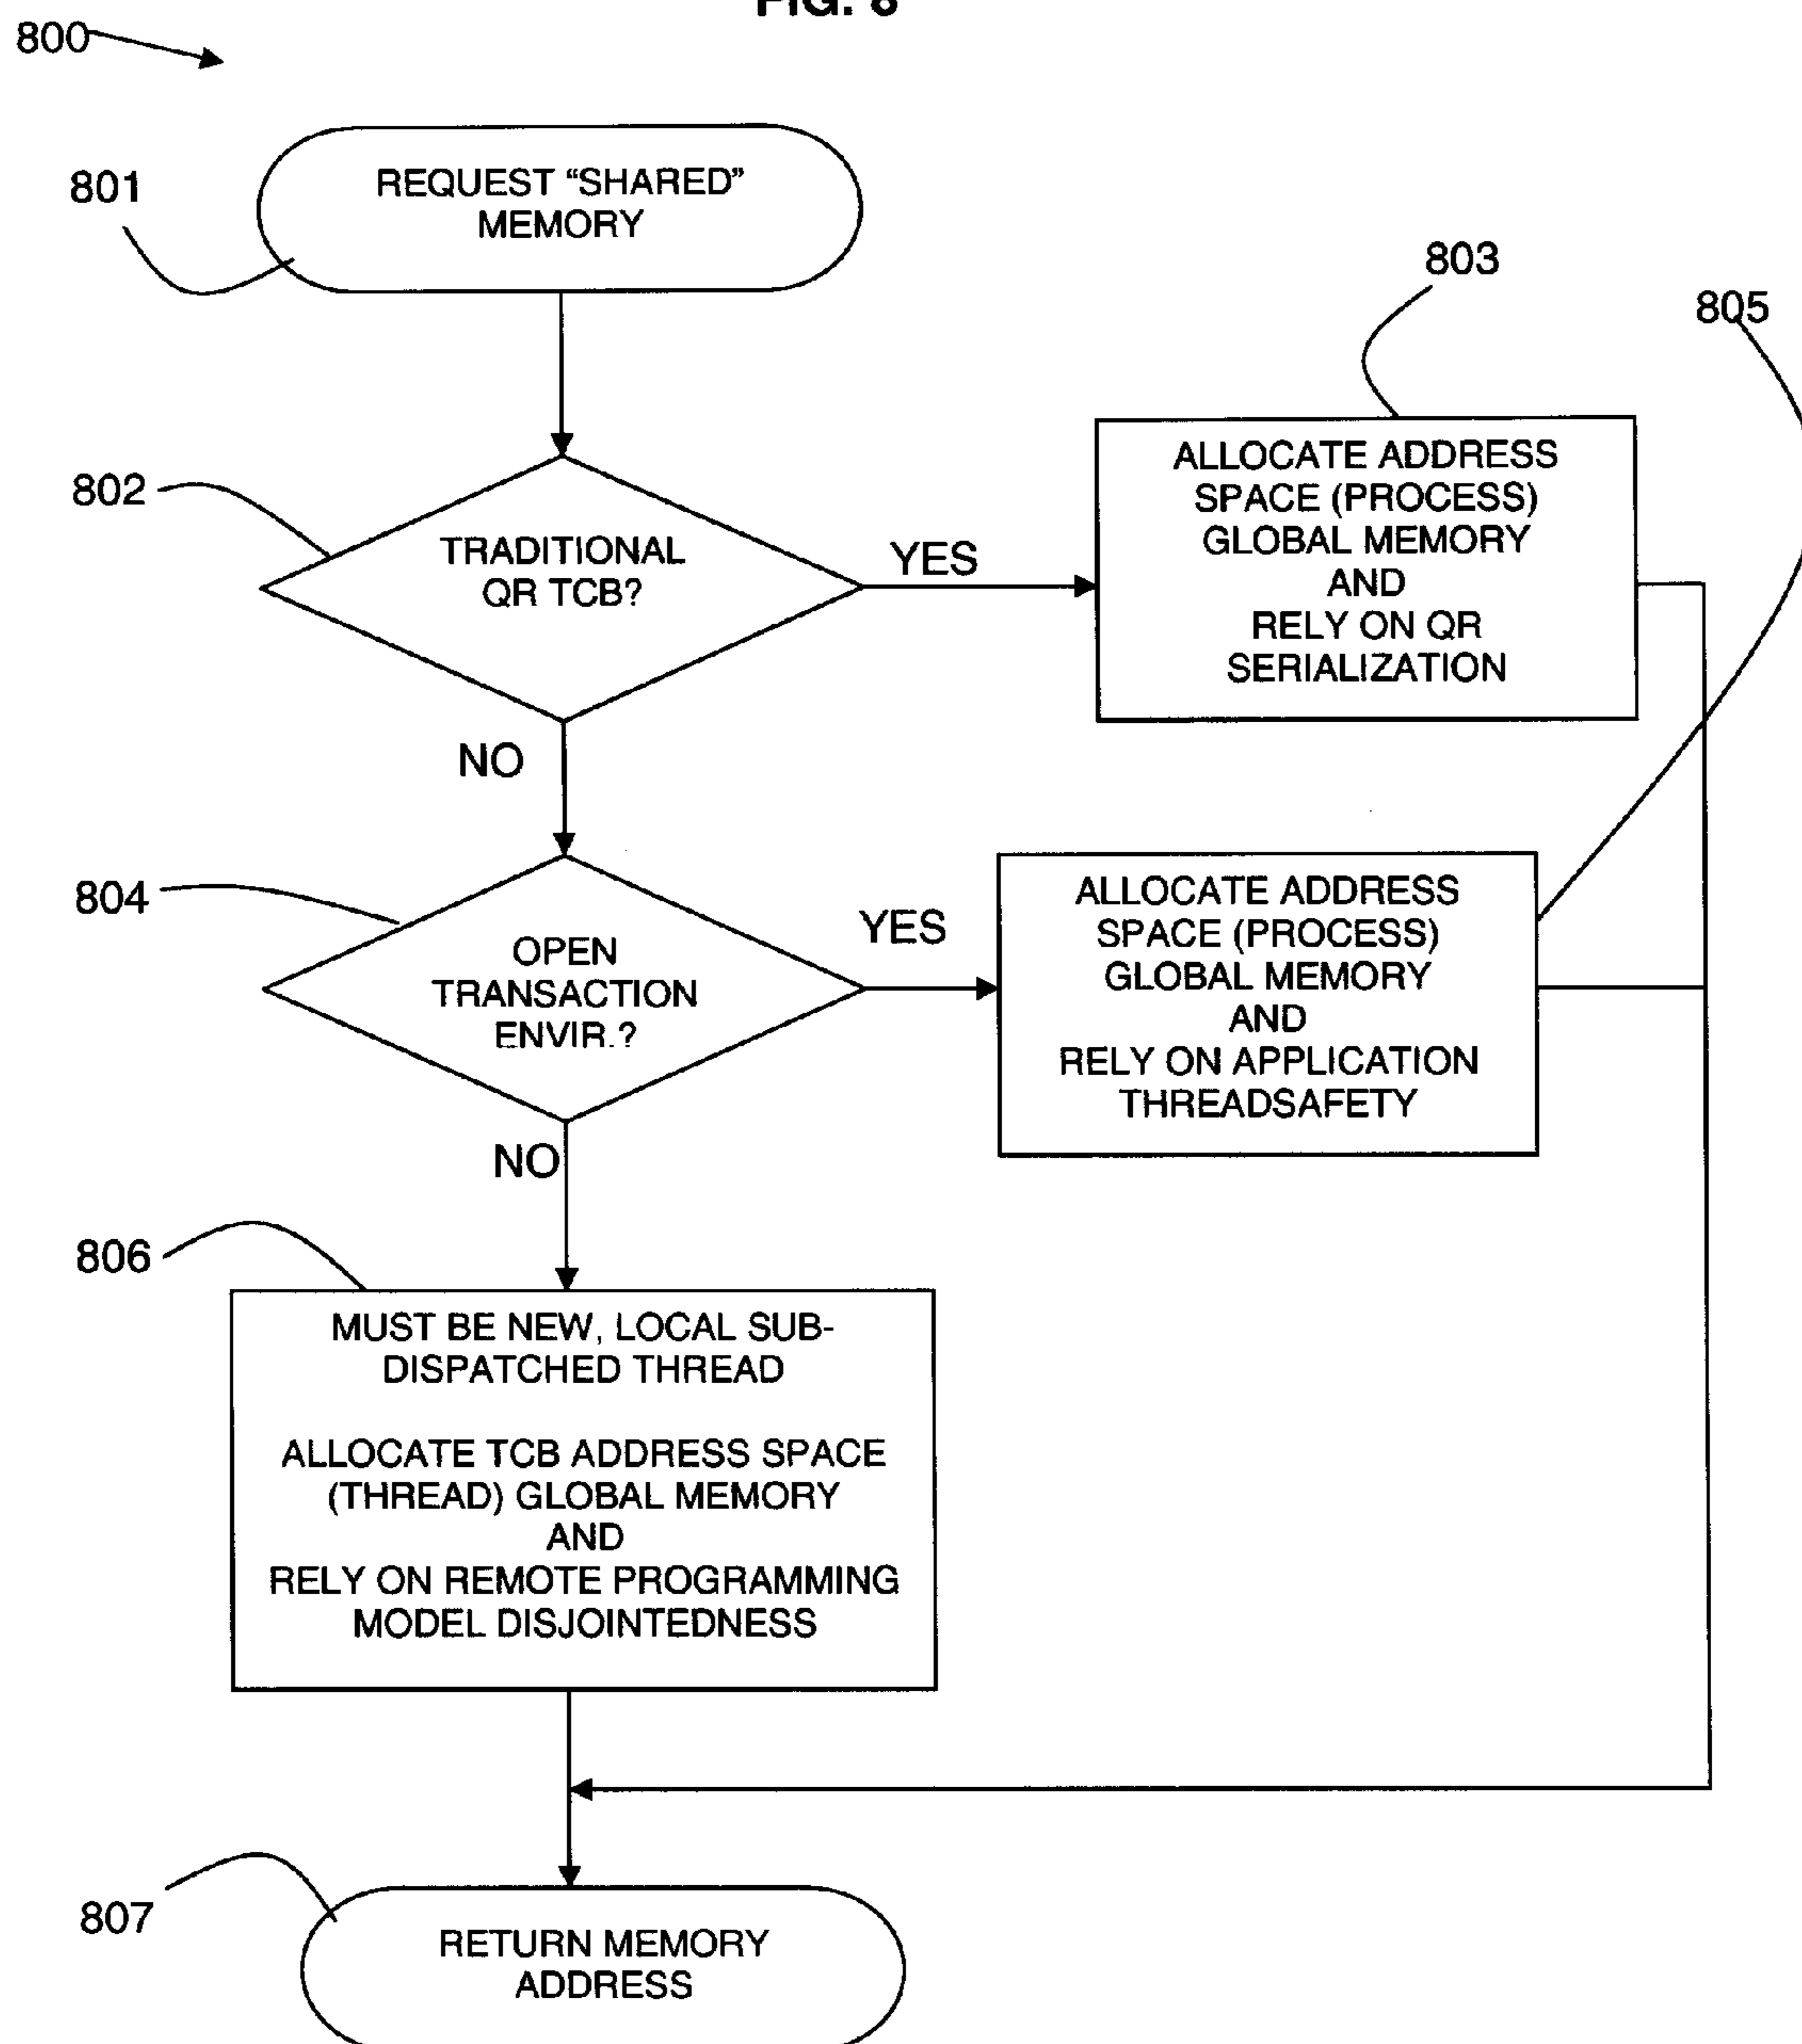 FIG. 8
800
801
REQUEST “SHARED”
MEMORY
803
805
802
TRADITIONAL
QR TCB?
YES
ALLOCATE ADDRESS
SPACE (PROCESS)
GLOBAL MEMORY
AND
RELY ON QR
SERIALIZATION
NO
804
OPEN
TRANSACTION
ENVIR.?
YES
ALLOCATE ADDRESS
SPACE (PROCESS)
GLOBAL MEMORY
AND
RELY ON APPLICATION
THREADSAFETY
NO
806
MUST BE NEW, LOCAL SUB-
DISPATCHED THREAD
ALLOCATE TCB ADDRESS SPACE
(THREAD) GLOBAL MEMORY
AND
RELY ON REMOTE PROGRAMMING
MODEL DISJOINTEDNESS
807
RETURN MEMORY
ADDRESS